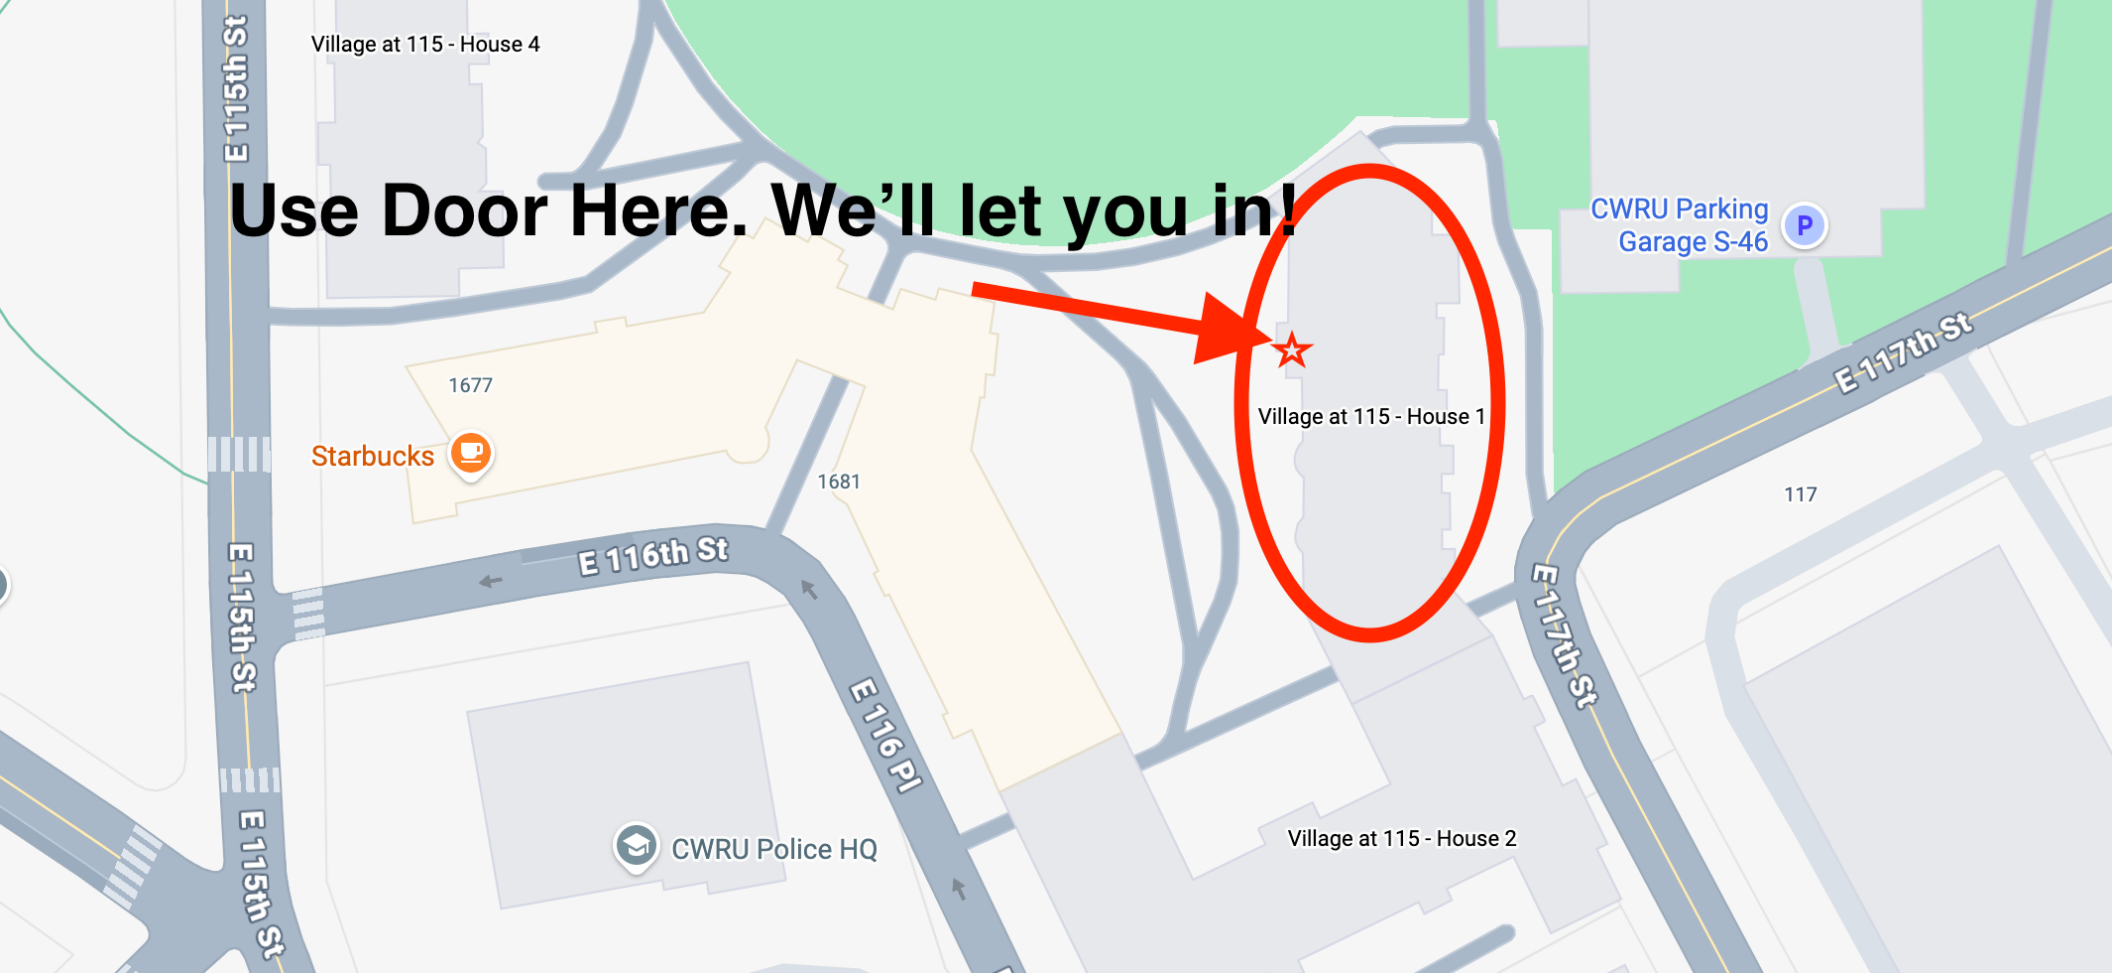 E 115th St
Village at 115 - House 4
Use Door Here. We’ll let you in!
CWRU Parking
Garage S-46
P
E 117th St
1677
Village at 115 - House 1
Starbucks
1681
117
E 116th St
E 115th St
E 117th St
E 116 Pl
Village at 115 - House 2
CWRU Police HQ
E 115th St